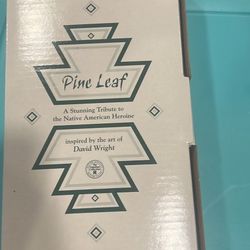 Pine Leaf
A Stunning Tribute to
the Native American Heroine
inspired by the art of
David Wright